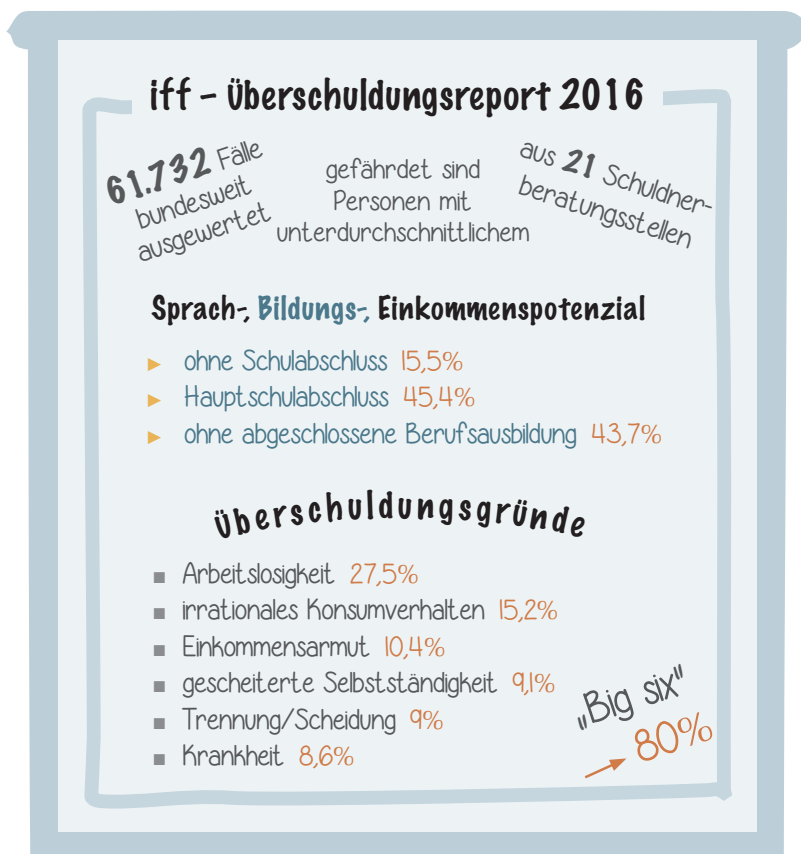 iff – Überschuldungsreport 2016
61.732 Fälle
bundesweit
ausgewertet
gefährdet sind
Personen mit
unterdurchschnittlichem
aus 21 Schuldner-
beratungsstellen
Sprach-, Bildungs-, Einkommenspotenzial
► ohne Schulabschluss 15,5%
► Hauptschulabschluss 45,4%
► ohne abgeschlossene Berufsausbildung 43,7%
Überschuldungsgründe
■ Arbeitslosigkeit 27,5%
■ irrationales Konsumverhalten 15,2%
■ Einkommensarmut 10,4%
■ gescheiterte Selbstständigkeit 9,1%
■ Trennung/Scheidung 9%
■ Krankheit 8,6%
„Big six"
→ 80%